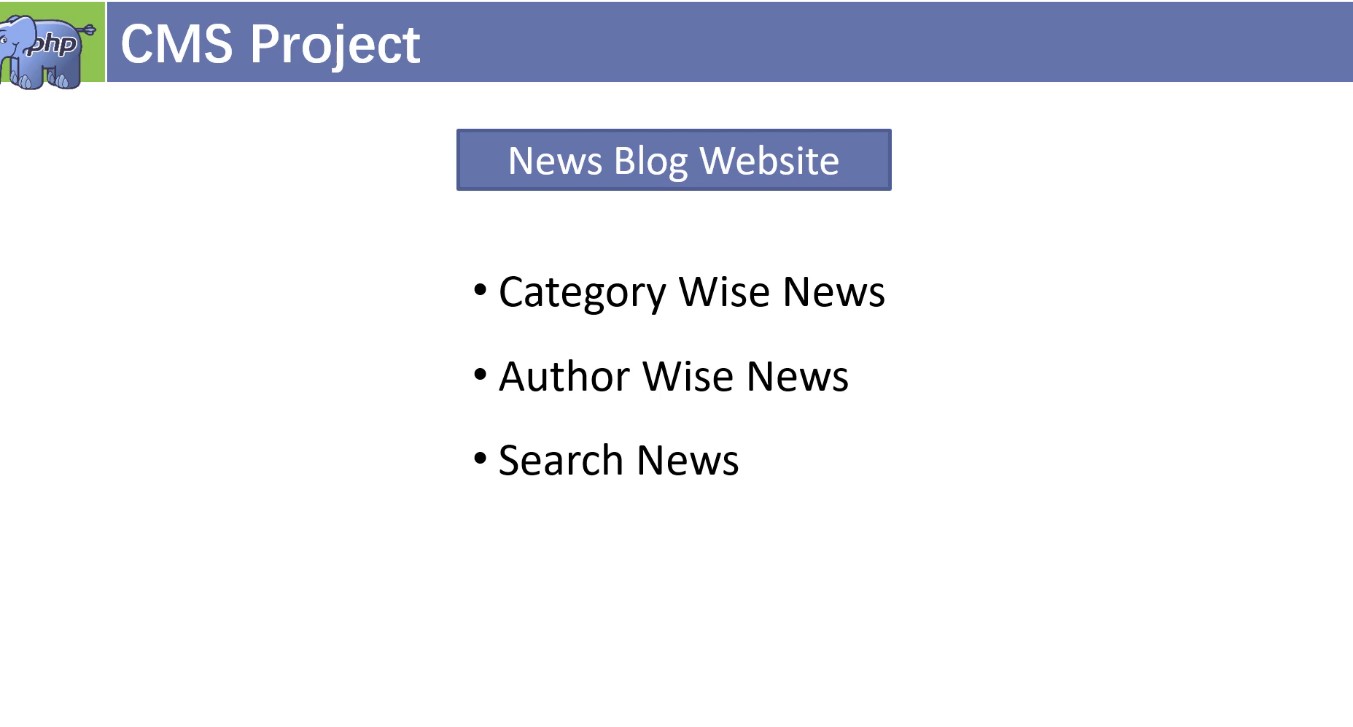 php
CMS Project
News Blog Website
• Category Wise News
• Author Wise News
• Search News